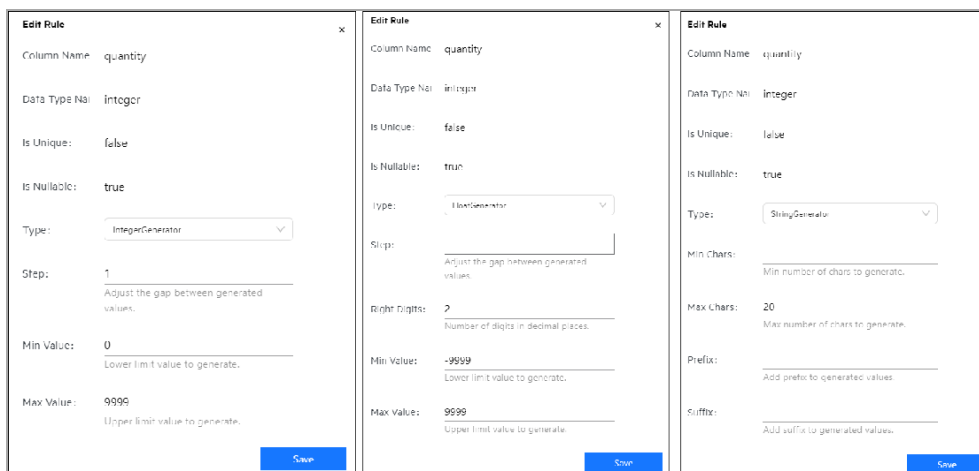 Edit Rule
×
Column Name quantity
Data Type Nai integer
Is Unique: false
Is Nullable: true
Type: IntegerGenerator
Step: 1
Adjust the gap between generated
values.
Min Value: 0
Lower limit value to generate.
Max Value: 9999
Upper limit value to generate.
Save
Edit Rule
×
Column Name quantity
Data Type Nai integer
Is Unique: false
Is Nullable: true
Type: FloatGenerator
Step:
Adjust the gap between generated
values.
Right Digits: 2
Number of digits in decimal places.
Min Value: -9999
Lower limit value to generate.
Max Value: 9999
Upper limit value to generate.
Save
Edit Rule
Column Name quantity
Data Type Nai integer
Is Unique: false
Is Nullable: true
Type: StringGenerator
Min Chars:
Min number of chars to generate.
Max Chars: 20
Max number of chars to generate.
Prefix:
Add prefix to generated values
Suffix:
Add suffix to generated values.
Save